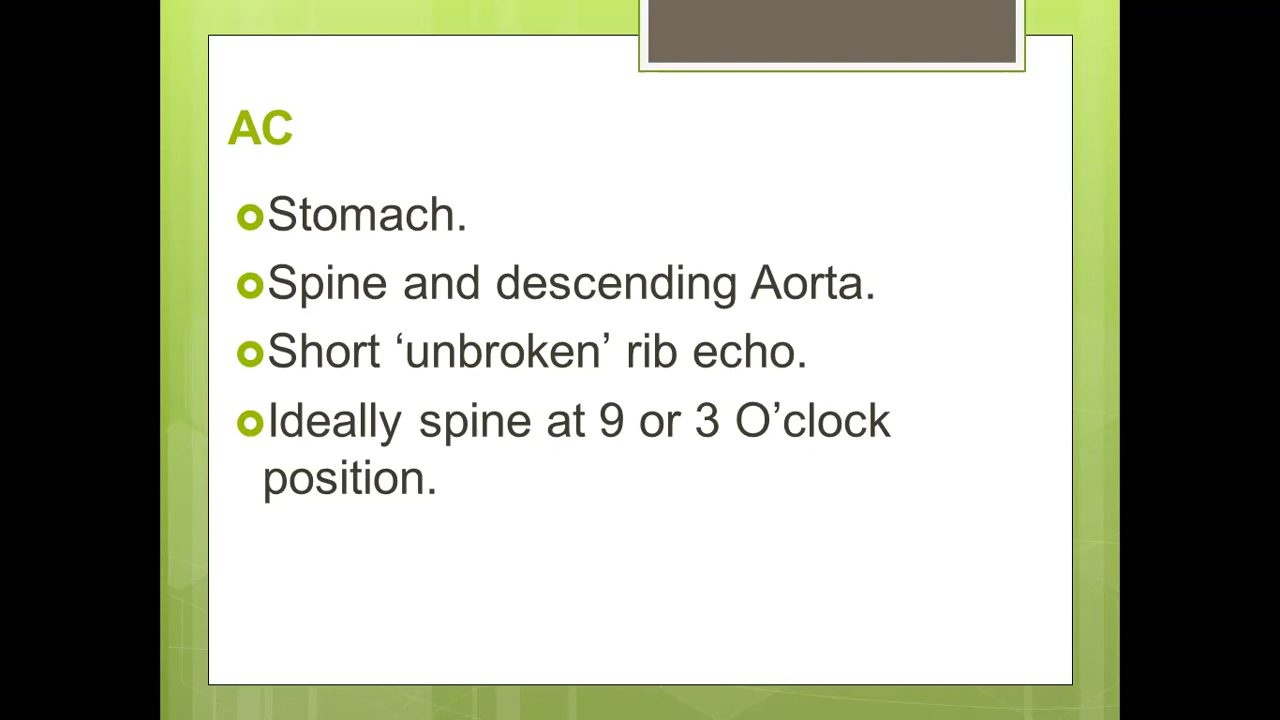 AC
Stomach.
Spine and descending Aorta.
Short ‘unbroken’ rib echo.
Ideally spine at 9 or 3 O’clock
position.